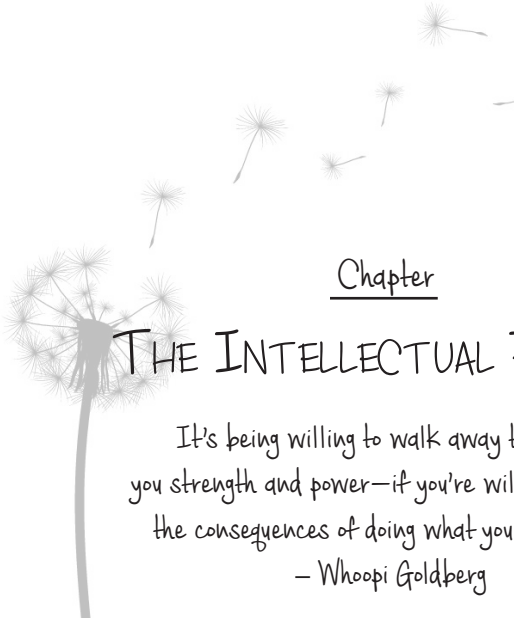 Chapter
THE INTELLECTUAL
It's being willing to walk away
you strength and power—if you're
the consequences of doing what you
– Whoopi Goldberg